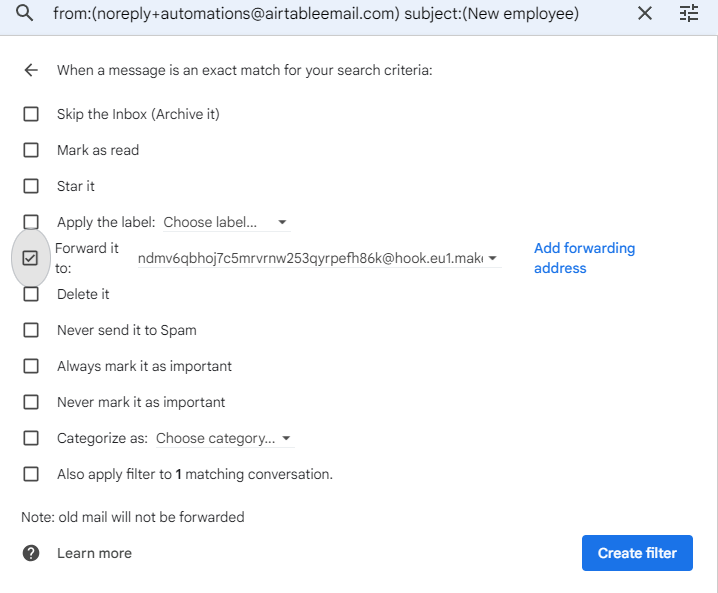 from:(noreply+automations@airtableemail.com) subject:(New employee)
When a message is an exact match for your search criteria:
Skip the Inbox (Archive it)
Mark as read
Star it
Apply the label: Choose label...
Forward it
to:
ndmv6qbhoj7c5mrvrnw253qyrpefh86k@hook.eu1.make
Add forwarding
address
Delete it
Never send it to Spam
Always mark it as important
Never mark it as important
Categorize as: Choose category...
Also apply filter to 1 matching conversation.
Note: old mail will not be forwarded
Learn more
Create filter